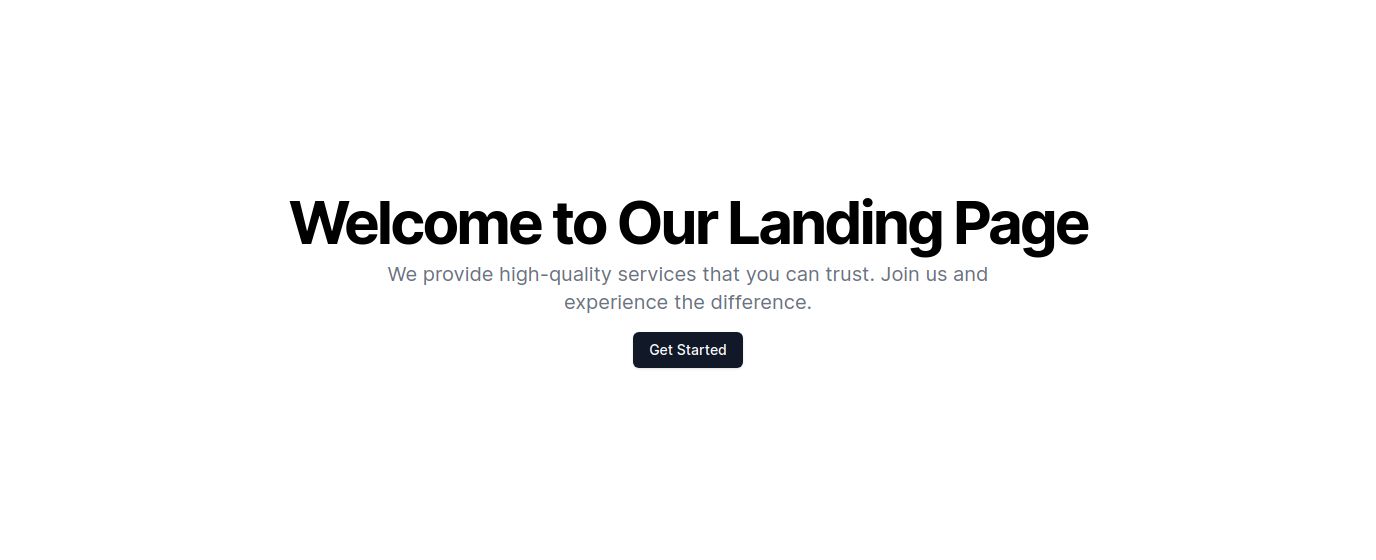 Welcome to Our Landing Page
We provide high-quality services that you can trust. Join us and
experience the difference.
Get Started